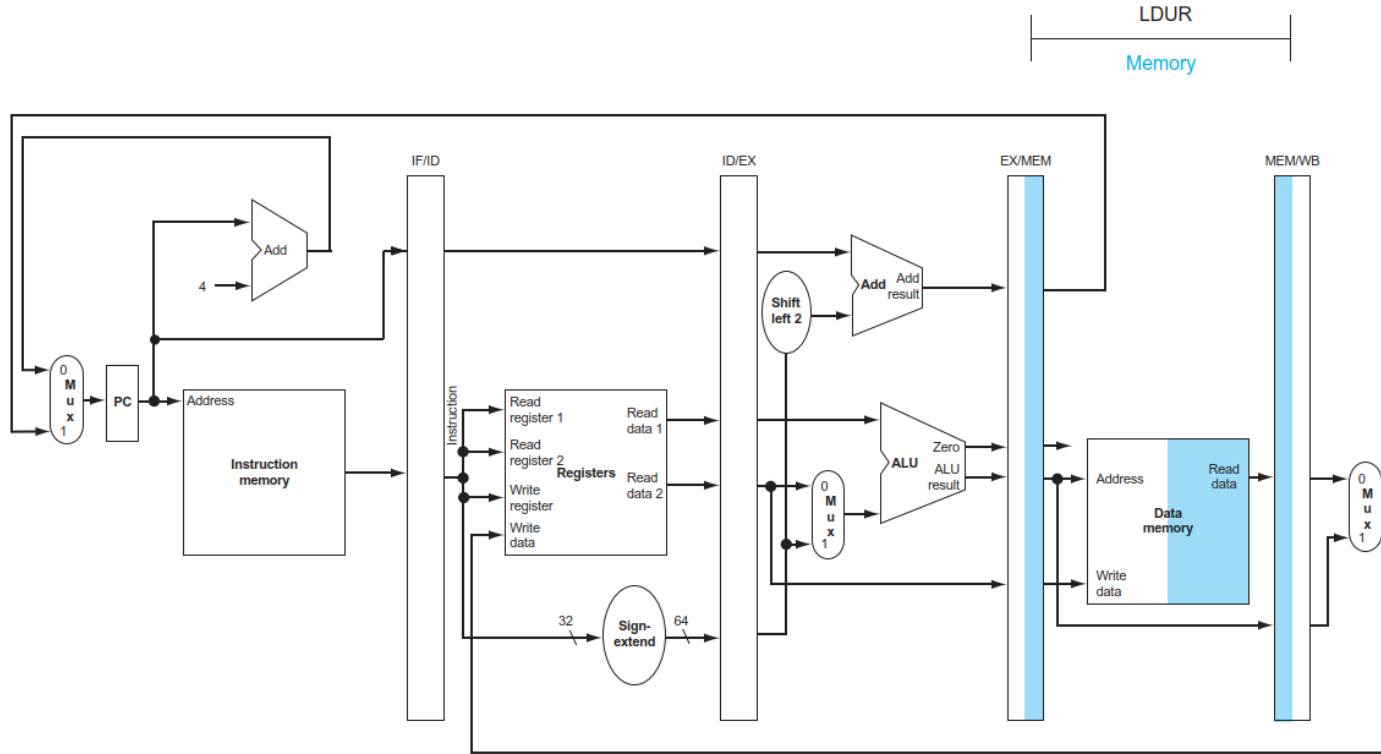 LDUR
Memory
IF/ID
ID/EX
EX/MEM
MEM/WB
Add
4
Shift
left 2
Add
Add
result
0
M
u
x
1
PC
Address
Instruction
memory
Instruction
Read
register 1
Read
register 2
Write
register
Write
data
Registers
Read
data 1
Read
data 2
0
M
u
x
1
Zero
ALU
ALU
result
Address
Read
data
Data
memory
Write
data
0
M
u
x
1
32
Sign-
extend
64